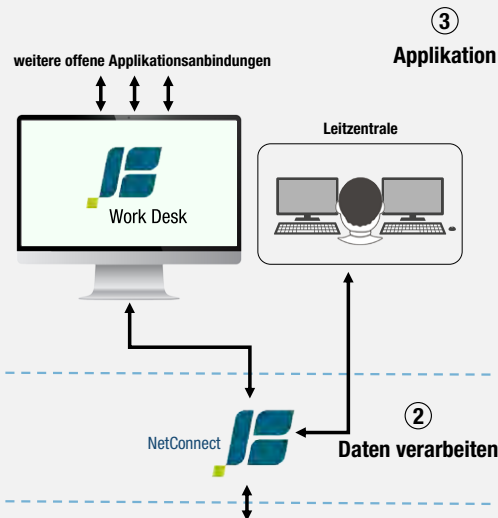 ③
Applikation
weitere offene Applikationsanbindungen
Leitzentrale
Work Desk
②
NetConnect
Daten verarbeiten